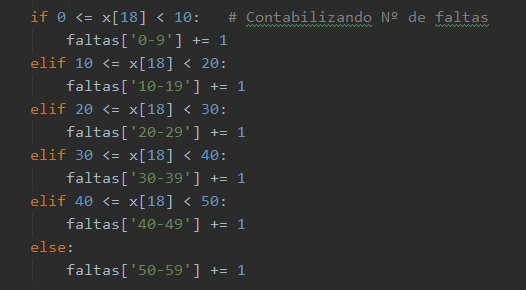 if 0 <= x[18] < 10:   # Contabilizando Nº de faltas
    faltas['0-9'] += 1
elif 10 <= x[18] < 20:
    faltas['10-19'] += 1
elif 20 <= x[18] < 30:
    faltas['20-29'] += 1
elif 30 <= x[18] < 40:
    faltas['30-39'] += 1
elif 40 <= x[18] < 50:
    faltas['40-49'] += 1
else:
    faltas['50-59'] += 1